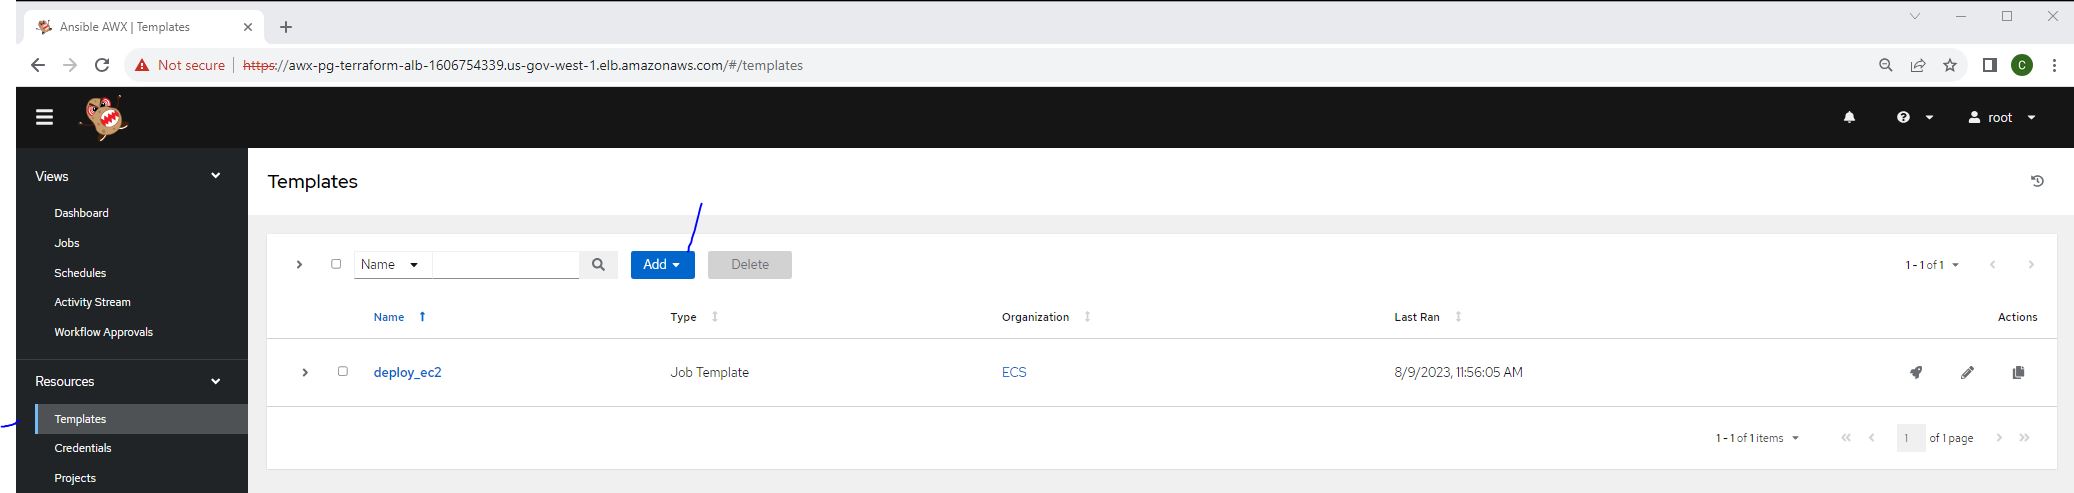 Ansible AWX | Templates
Not secure | https://awx-pg-terraform-alb-1606754339.us-gov-west-1.elb.amazonaws.com/#/templates
C
root
Views
Templates
Dashboard
Jobs
Schedules
Activity Stream
Workflow Approvals
Name
Add
Delete
1 - 1 of 1
Name Type Organization Last Ran Actions
deploy_ec2 Job Template ECS 8/9/2023, 11:56:05 AM
1 - 1 of 1 items
1 of 1 page
Resources
Templates
Credentials
Projects